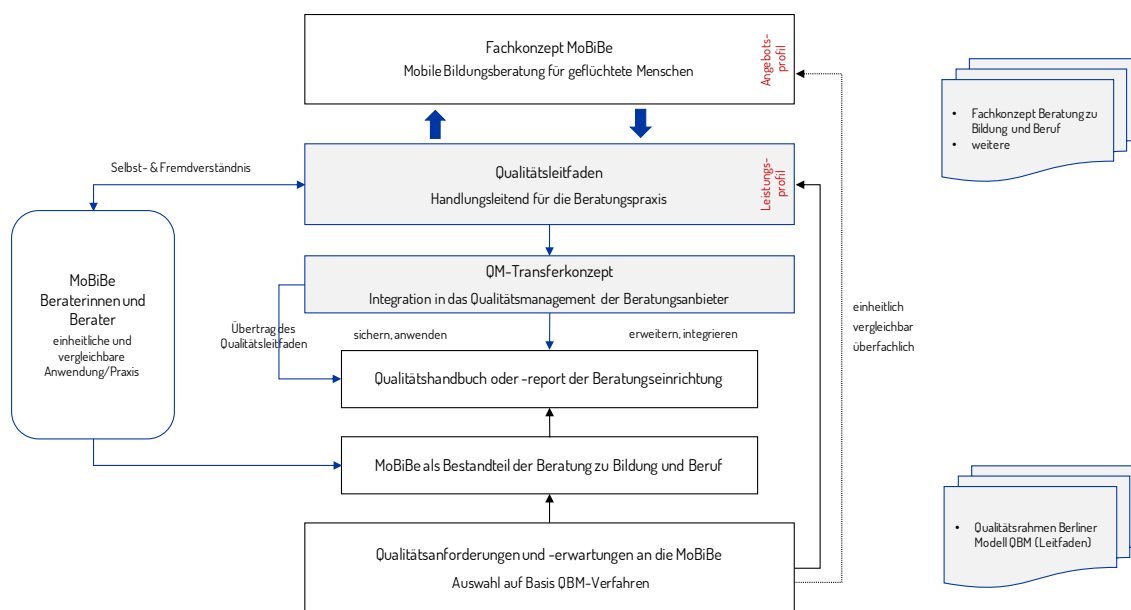 Fachkonzept MoBiBe
Mobile Bildungsberatung für geflüchtete Menschen
Angebots-
profil
Fachkonzept Beratung zu
Bildung und Beruf
weitere
Selbst- & Fremdverständnis
Qualitätsleitfaden
Handlungsleitend für die Beratungspraxis
Leistungs-
profil
MoBiBe
Beraterinnen und
Berater
einheitliche und
vergleichbare
Anwendung/Praxis
QM-Transferkonzept
Integration in das Qualitätsmanagement der Beratungsanbieter
Übertrag des
Qualitätsleitfaden
sichern, anwenden
erweitern, integrieren
einheitlich
vergleichbar
überfachlich
Qualitätshandbuch oder –report der Beratungseinrichtung
MoBiBe als Bestandteil der Beratung zu Bildung und Beruf
Qualitätsanforderungen und –erwartungen an die MoBiBe
Auswahl auf Basis QBM-Verfahren
Qualitätsrahmen Berliner
Modell QBM (Leitfaden)